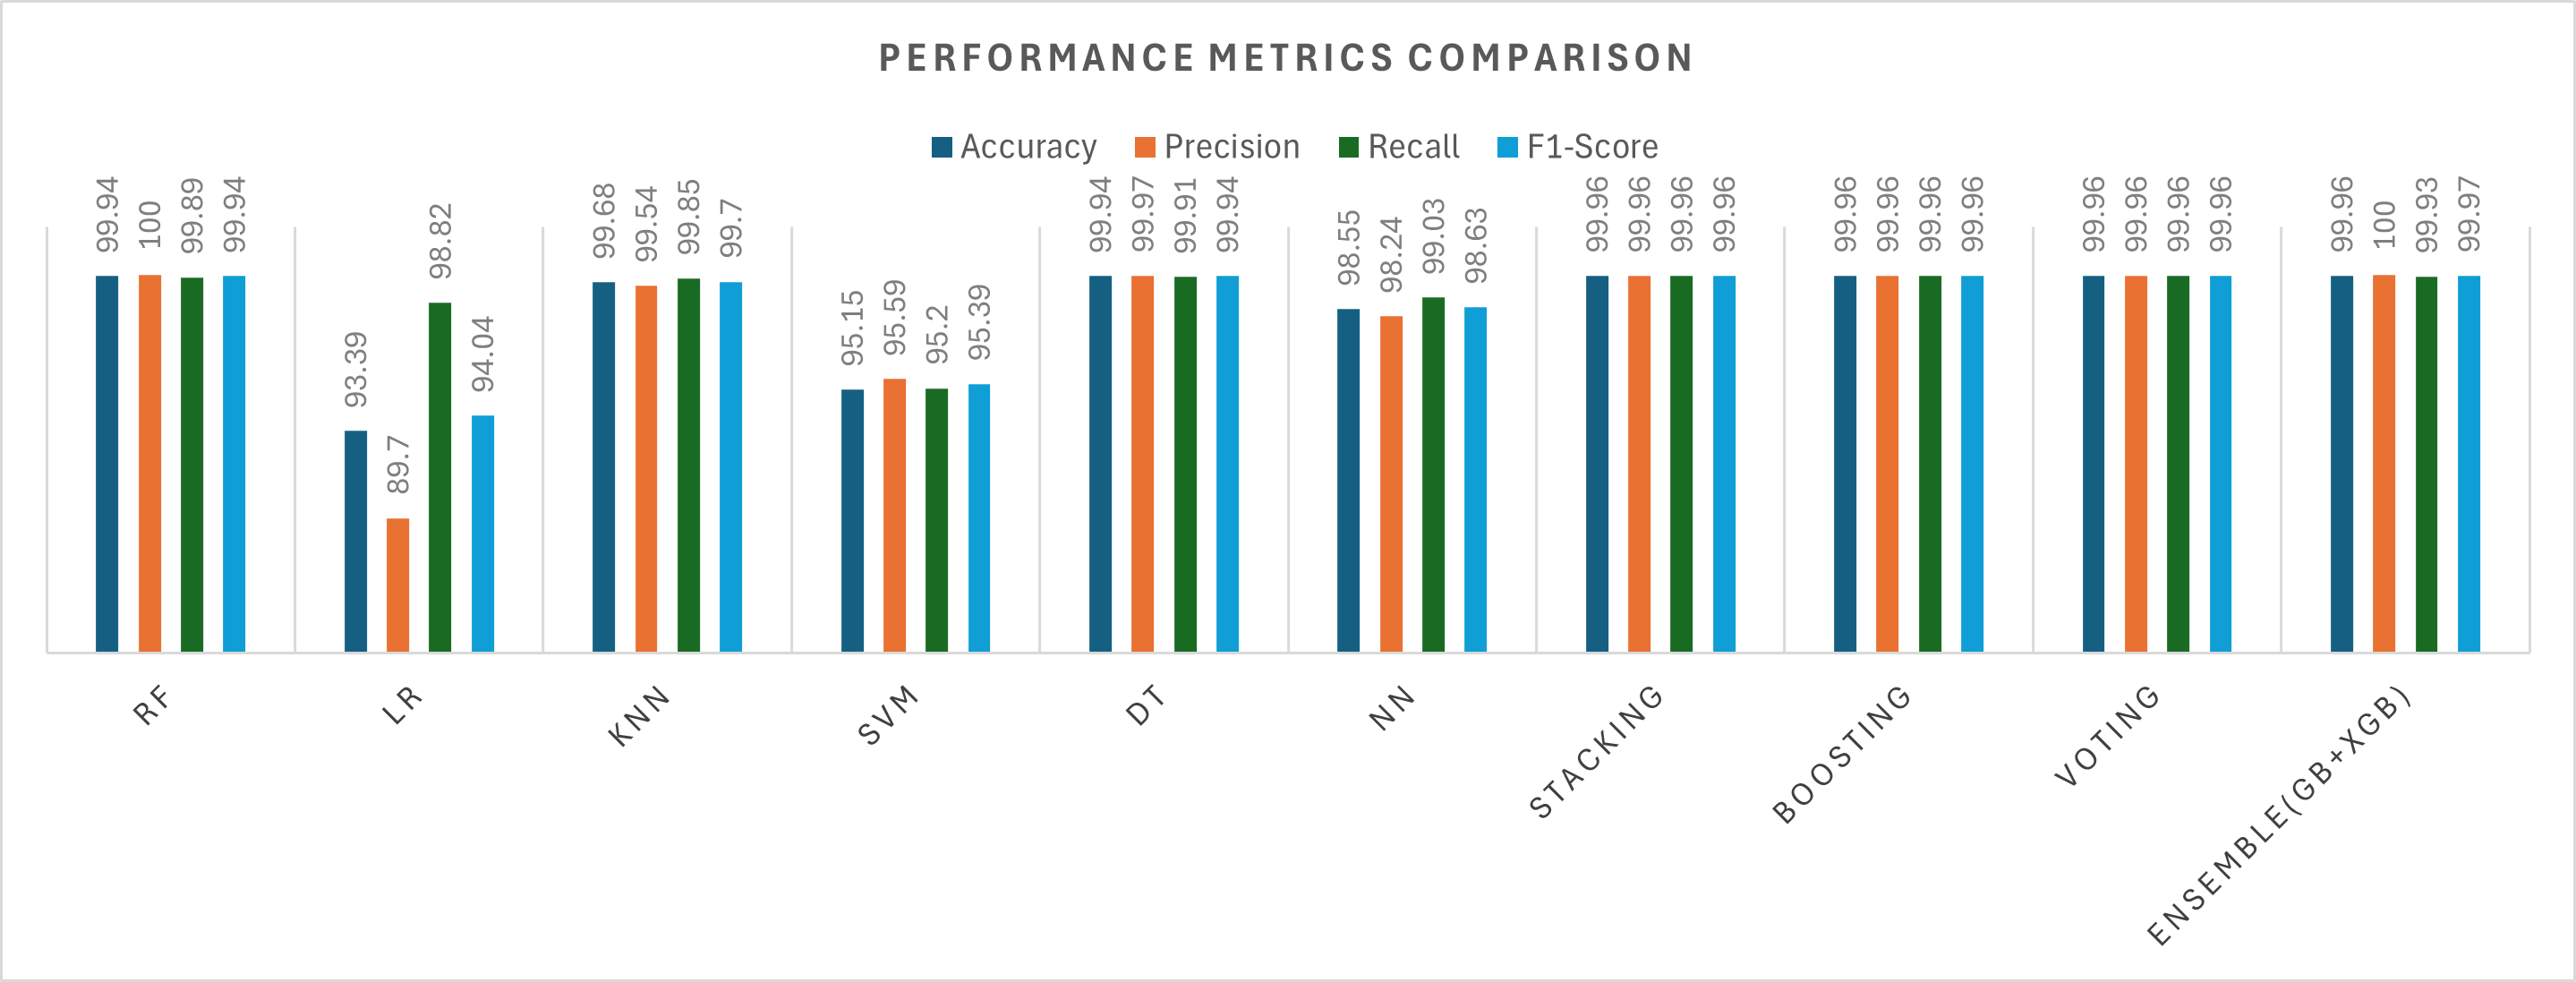 PERFORMANCE METRICS COMPARISON
Accuracy Precision Recall F1-Score
99.94 100 99.89 99.94
93.39 89.7 98.82 94.04
99.68 99.54 99.85 99.7
95.15 95.59 95.2 95.39
99.94 99.97 99.91 99.94
98.55 98.24 99.03 98.63
99.96 99.96 99.96 99.96
99.96 99.96 99.96 99.96
99.96 99.96 99.96 99.96
99.96 100 99.93 99.97
RF
LR
KNN
SVM
DT
NN
STACKING
BOOSTING
VOTING
ENSEMBLE(GB+XGB)